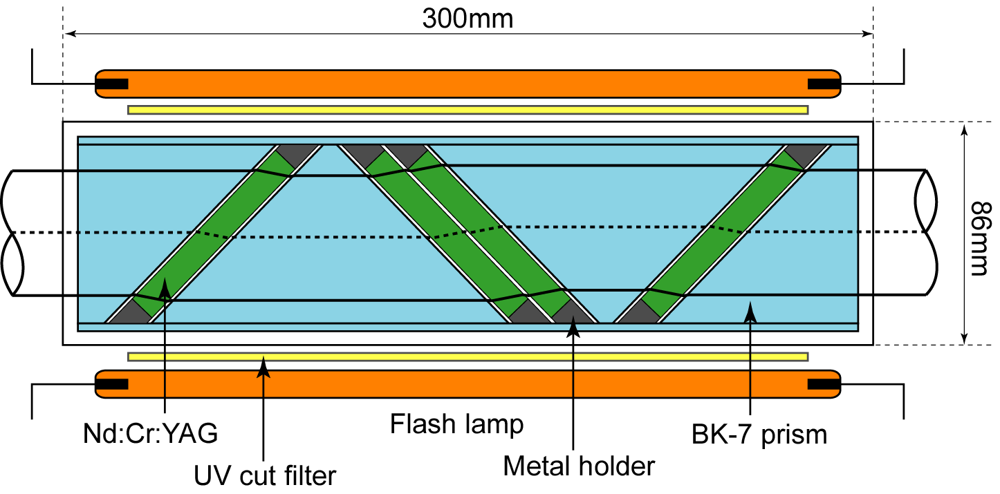 300mm
86mm
Nd:Cr:YAG
Flash lamp
BK-7 prism
UV cut filter
Metal holder